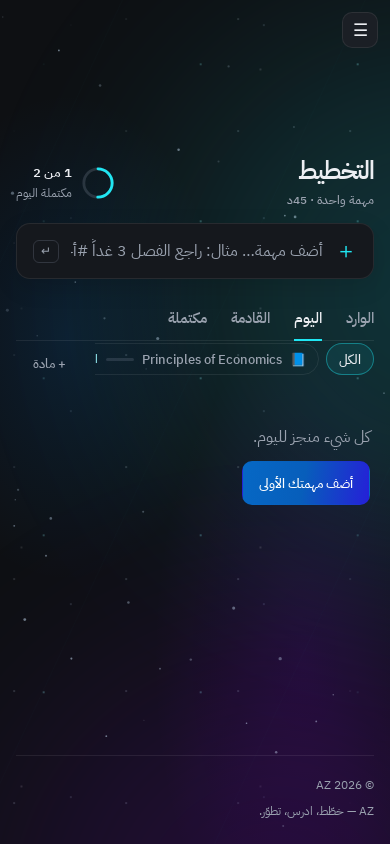 ☰
التخطيط
مهمة واحدة · 45د
1 من 2
مكتملة اليوم
+ أضف مهمة... مثال: راجع الفصل 3 غداً #أ ↵
الوارد اليوم القادمة مكتملة
الكل 📘 Principles of Economics
+ مادة
كل شيء منجز لليوم.
أضف مهمتك الأولى
© 2026 AZ
AZ — خطّط، ادرس، تطوّر.